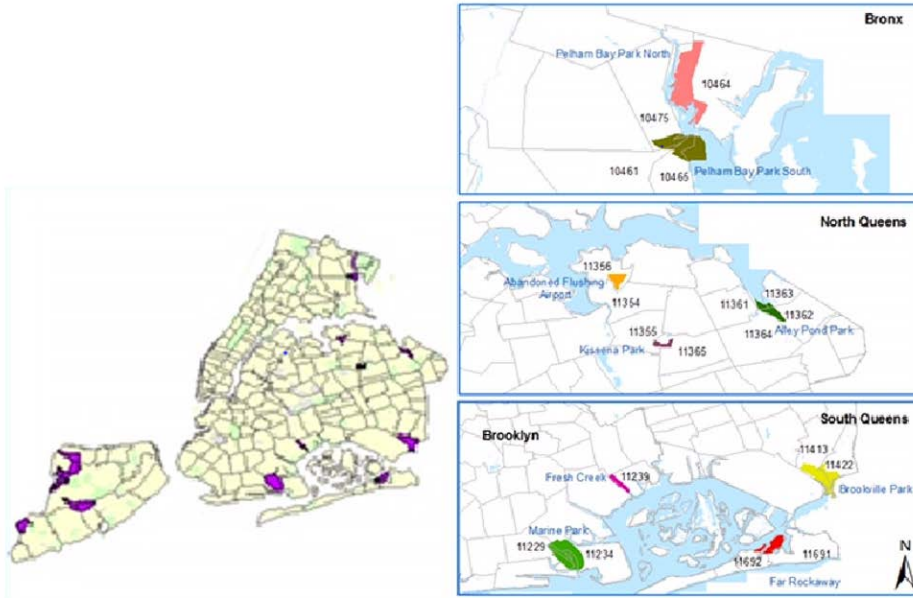 Bronx
Pelham Bay Park North
10464
10475
10461
10465
Pelham Bay Park South
North Queens
11356
Abandoned Flushing
Airport
11354
11361
11363
11362
11364
Alley Pond Park
11355
Kissena Park
11365
South Queens
Brooklyn
11413
11422
Fresh Creek
11239
Brookville Park
Marine Park
11229
11234
11692
11691
Far Rockaway
N